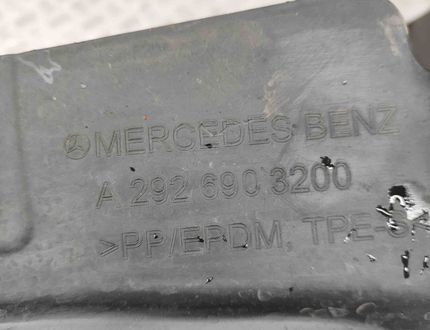 MERCEDES-BENZ
A 292 690 3200
>PP/EPDM, TPE-